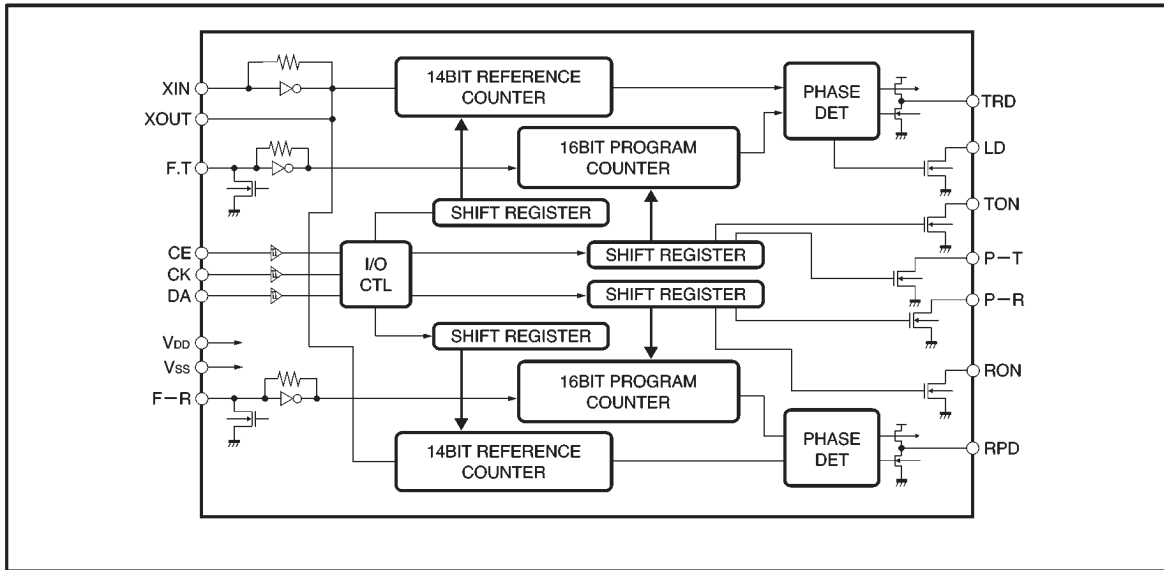 XIN
XOUT
F.T
CE
CK
DA
VDD
VSS
F-R
14BIT REFERENCE
COUNTER
16BIT PROGRAM
COUNTER
SHIFT REGISTER
I/O
CTL
SHIFT REGISTER
SHIFT REGISTER
SHIFT REGISTER
16BIT PROGRAM
COUNTER
14BIT REFERENCE
COUNTER
PHASE
DET
PHASE
DET
TRD
LD
TON
P-T
P-R
RON
RPD